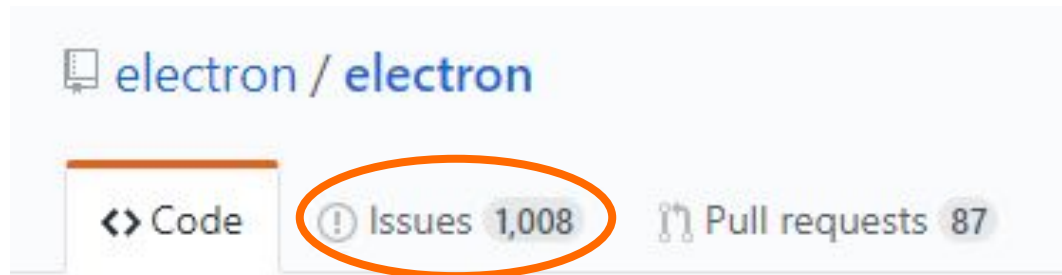 electron / electron
<> Code Issues 1,008 Pull requests 87